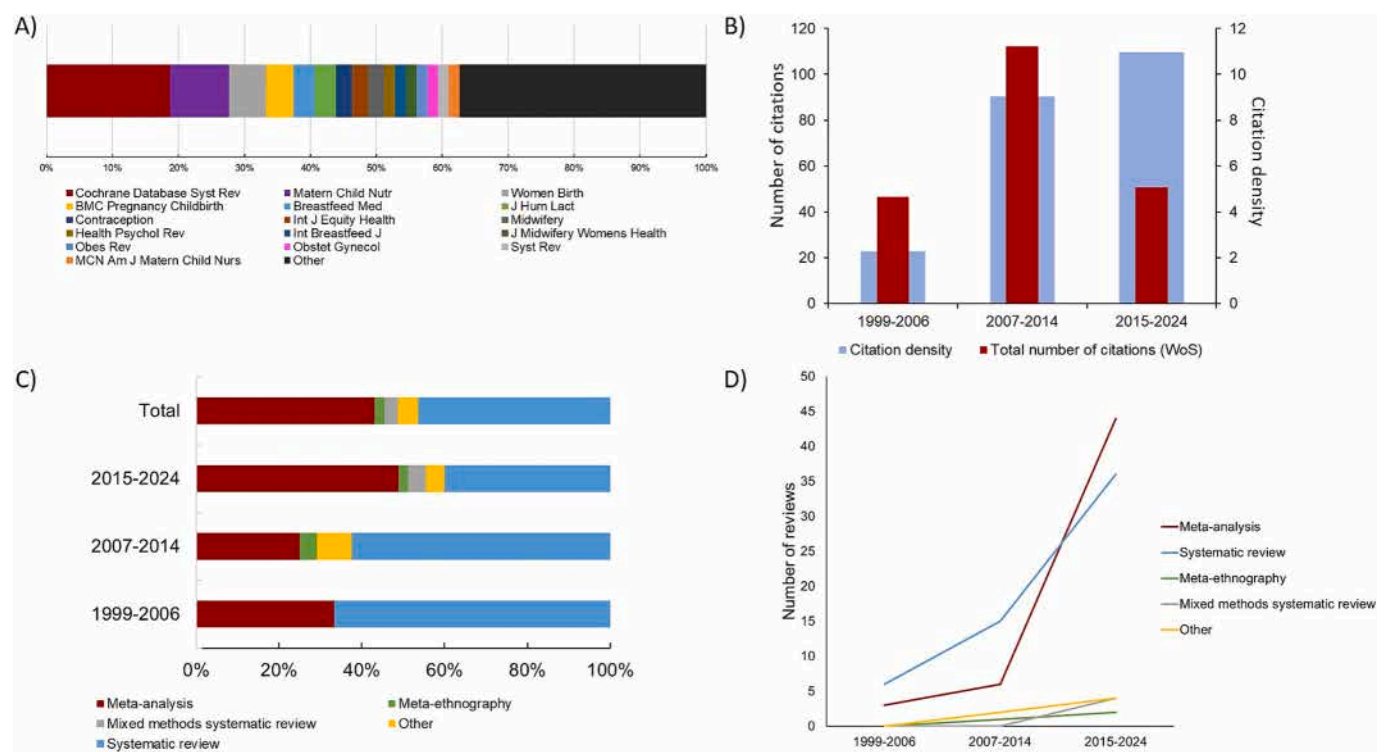 A)
0% 10% 20% 30% 40% 50% 60% 70% 80% 90% 100%
Cochrane Database Syst Rev Matern Child Nutr Women Birth
BMC Pregnancy Childbirth Breastfeed Med J Hum Lact
Contraception Int J Equity Health Midwifery
Health Psychol Rev Int Breastfeed J J Midwifery Womens Health
Obes Rev Obstet Gynecol Syst Rev
MCN Am J Matern Child Nurs Other
B)
120 12
100 10
80 8
60 6
40 4
20 2
0 0
Number of citations
Citation density
1999-2006 2007-2014 2015-2024
Citation density Total number of citations (WoS)
C)
Total
2015-2024
2007-2014
1999-2006
0% 20% 40% 60% 80% 100%
Meta-analysis Meta-ethnography
Mixed methods systematic review Other
Systematic review
D)
50
45
40
35
30
25
20
15
10
5
0
Number of reviews
1999-2006 2007-2014 2015-2024
Meta-analysis
Systematic review
Meta-ethnography
Mixed methods systematic review
Other